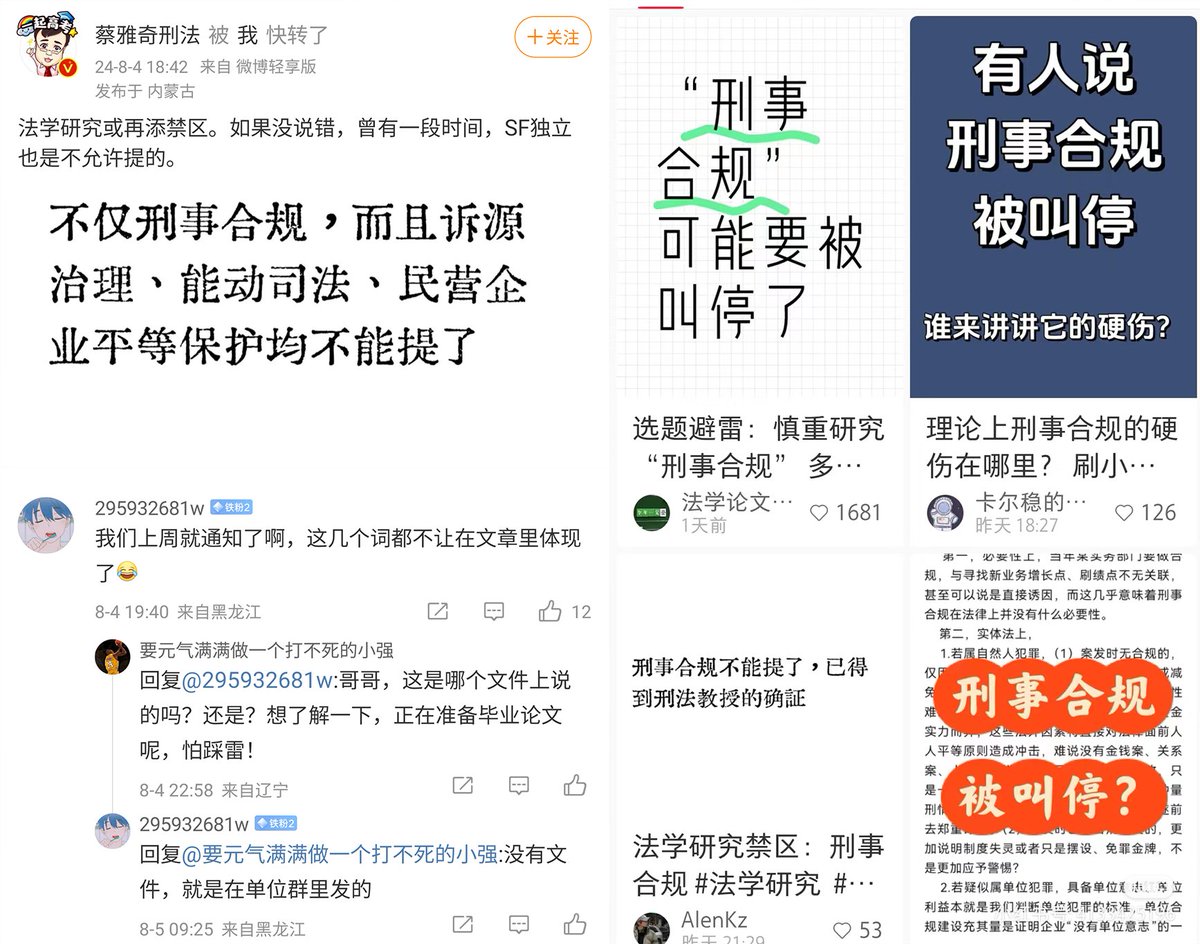 一起高考
蔡雅奇刑法 被 我 快转了
+关注
24-8-4 18:42 来自 微博轻享版
发布于 内蒙古
法学研究或再添禁区。如果没说错，曾有一段时间，SF独立
也是不允许提的。
不仅刑事合规，而且诉源
治理、能动司法、民营企
业平等保护均不能提了
295932681w 铁粉2
我们上周就通知了啊，这几个词都不让在文章里体现
了😂
8-4 19:40 来自黑龙江
12
要元气满满做一个打不死的小强
回复@295932681w:哥哥，这是哪个文件上说
的吗？还是？想了解一下，正在准备毕业论文
呢，怕踩雷！
8-4 22:58 来自辽宁
295932681w 铁粉2
回复@要元气满满做一个打不死的小强:没有文
件，就是在单位群里发的
8-5 09:25 来自黑龙江
“刑事
合规”
可能要被
叫停了
选题避雷：慎重研究
“刑事合规” 多…
法学论文…
1天前
1681
有人说
刑事合规
被叫停
谁来讲讲它的硬伤？
理论上刑事合规的硬
伤在哪里？ 刷小…
卡尔稳的…
昨天 18:27
126
刑事合规不能提了，已得
到刑法教授的确证
法学研究禁区：刑事
合规 #法学研究 #…
AlenKz
昨天 21:29
53
第一，必要性上，当年某实务部门要做合
规，与寻找新业务增长点、刷绩点不无关联，
甚至可以说是直接诱因，而这几乎意味着刑事
合规在法律上并没有什么必要性。
第二，实体法上，
1.若属自然人犯罪，（1）案发时无合规的，
刑事合规
被叫停？
人平等原则造成冲击，难说没有金钱案、关系
加说明制度失灵或者只是摆设、免罪金牌，不
是更加应予警惕？
2.若疑似属单位犯罪，具备单位意志、单位
利益本就是我们判断单位犯罪的标准，单位合
规建设充其量是证明企业“没有单位意志”的一